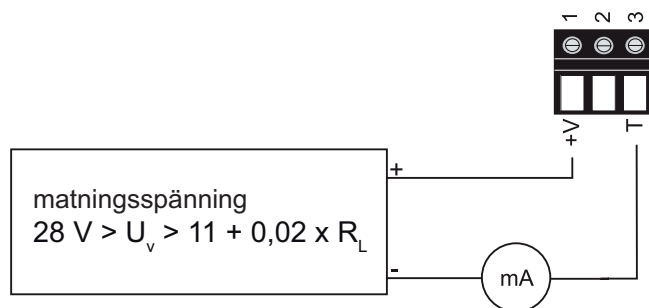 1 2 3
+V T
+
matningsspänning
28 V > Uv > 11 + 0,02 x RL
-
mA